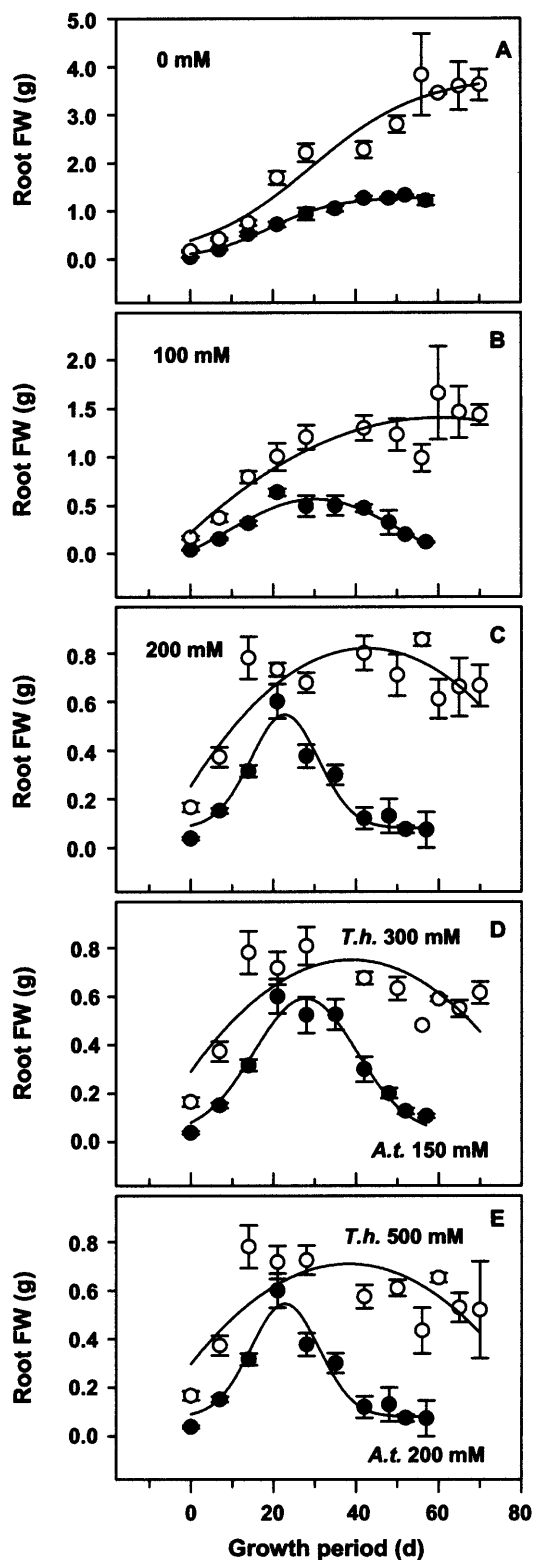 A
0 mM
5.0
4.0
3.0
2.0
1.0
0.0
Root FW (g)
B
100 mM
2.0
1.5
1.0
0.5
0.0
Root FW (g)
C
200 mM
0.8
0.6
0.4
0.2
0.0
Root FW (g)
D
T.h. 300 mM
0.8
0.6
0.4
0.2
0.0
Root FW (g)
A.t. 150 mM
E
T.h. 500 mM
0.8
0.6
0.4
0.2
0.0
Root FW (g)
A.t. 200 mM
0 20 40 60 80
Growth period (d)